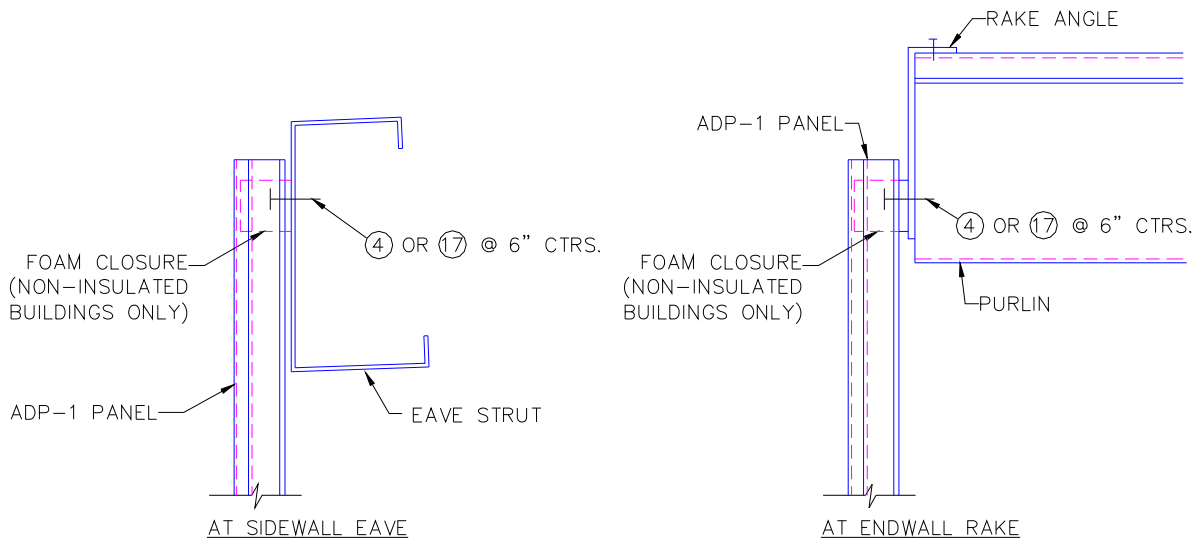 FOAM CLOSURE
(NON-INSULATED
BUILDINGS ONLY)
ADP-1 PANEL
4 OR 17 @ 6" CTRS.
EAVE STRUT
AT SIDEWALL EAVE
RAKE ANGLE
ADP-1 PANEL
4 OR 17 @ 6" CTRS.
FOAM CLOSURE
(NON-INSULATED
BUILDINGS ONLY)
PURLIN
AT ENDWALL RAKE